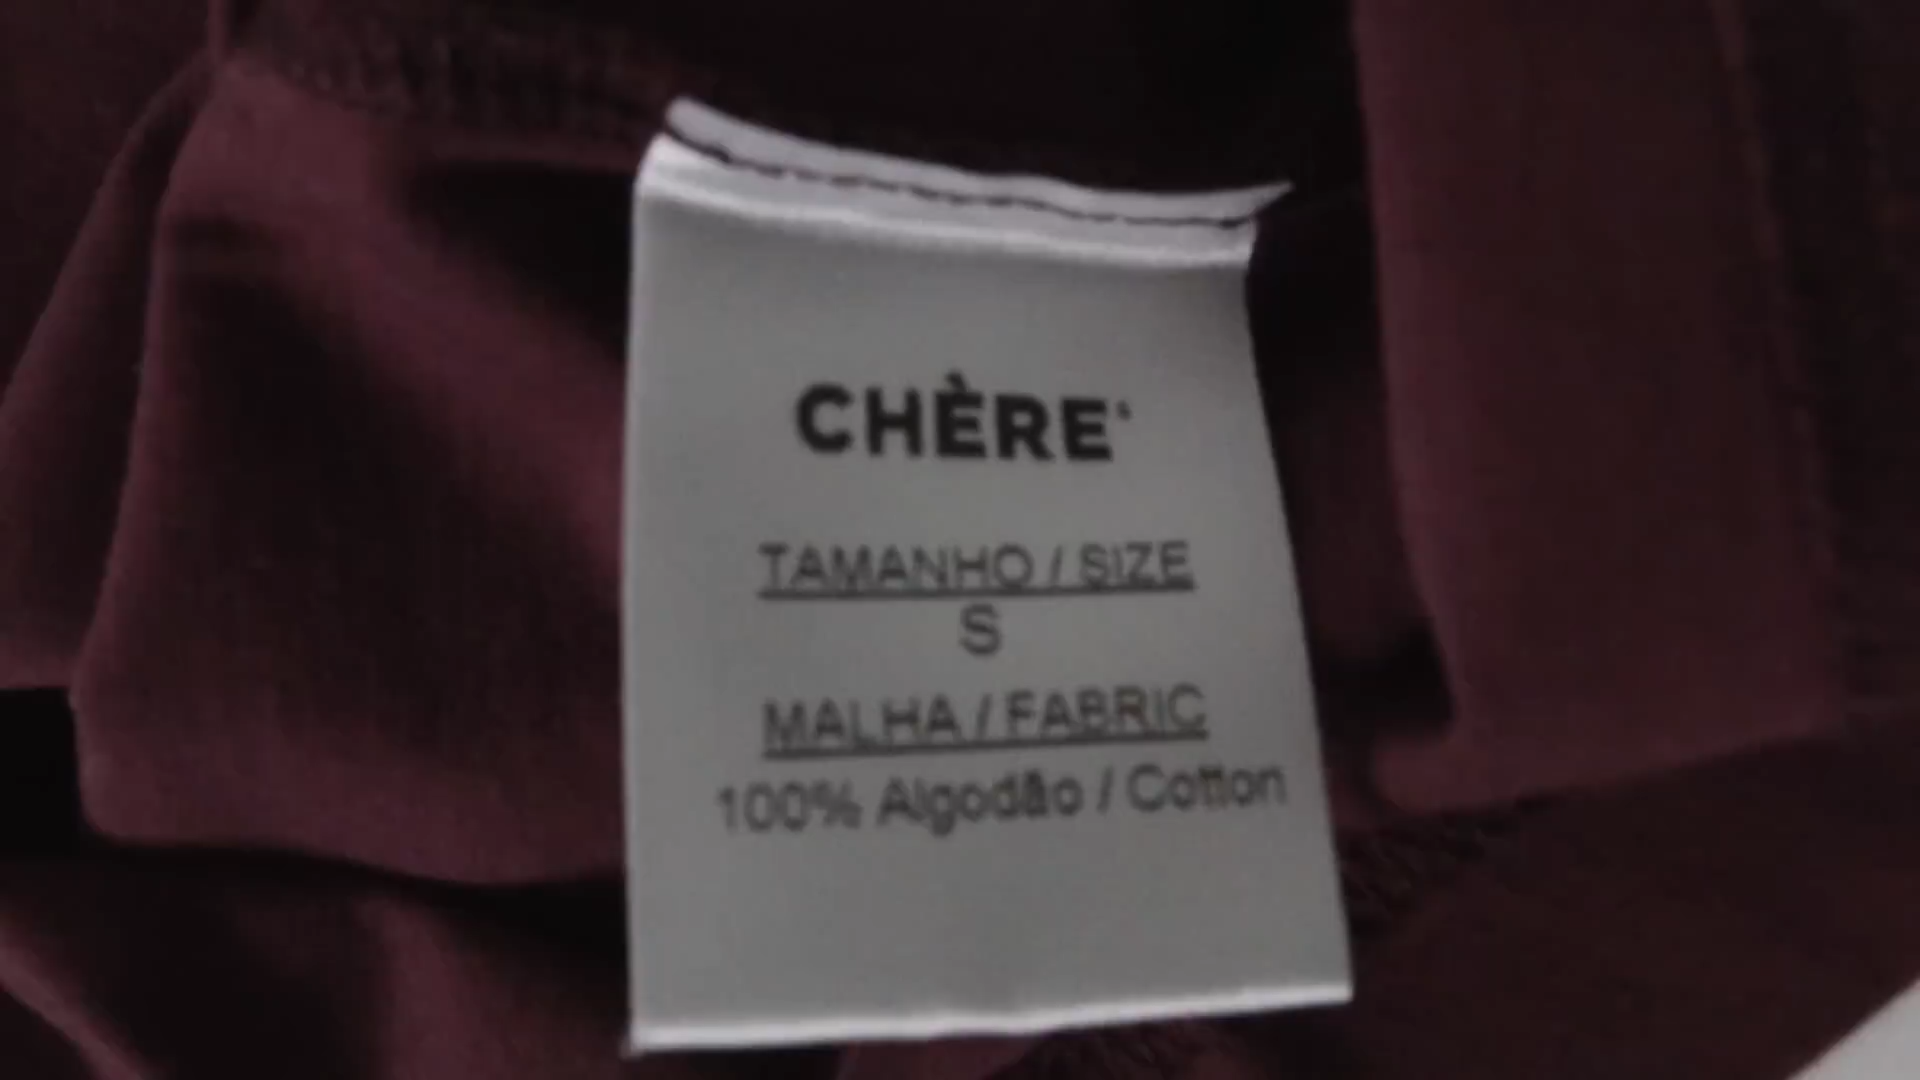 CHÈRE
TAMANHO / SIZE
S
MALHA / FABRIC
100% Algodão / Cotton